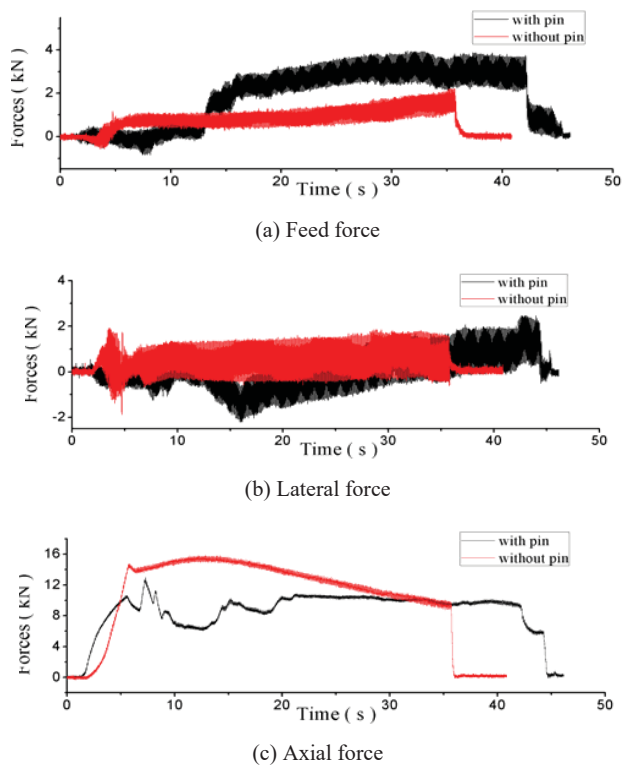 with pin
without pin
Forces ( kN )
4
2
0
0 10 20 30 40 50
Time ( s )
(a) Feed force
with pin
without pin
Forces ( kN )
4
2
0
-2
0 10 20 30 40 50
Time ( s )
(b) Lateral force
with pin
without pin
Forces ( kN )
16
12
8
4
0
0 10 20 30 40 50
Time ( s )
(c) Axial force